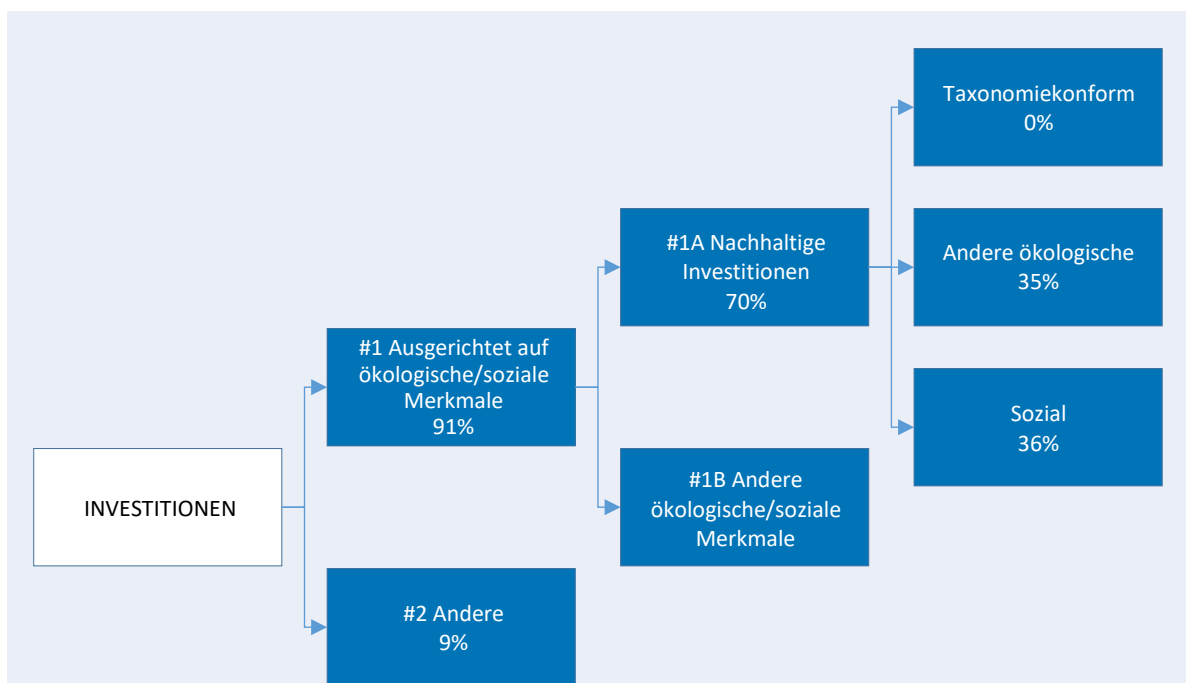 INVESTITIONEN
#1 Ausgerichtet auf
ökologische/soziale
Merkmale
91%
#2 Andere
9%
#1A Nachhaltige
Investitionen
70%
#1B Andere
ökologische/soziale
Merkmale
Taxonomiekonform
0%
Andere ökologische
35%
Sozial
36%